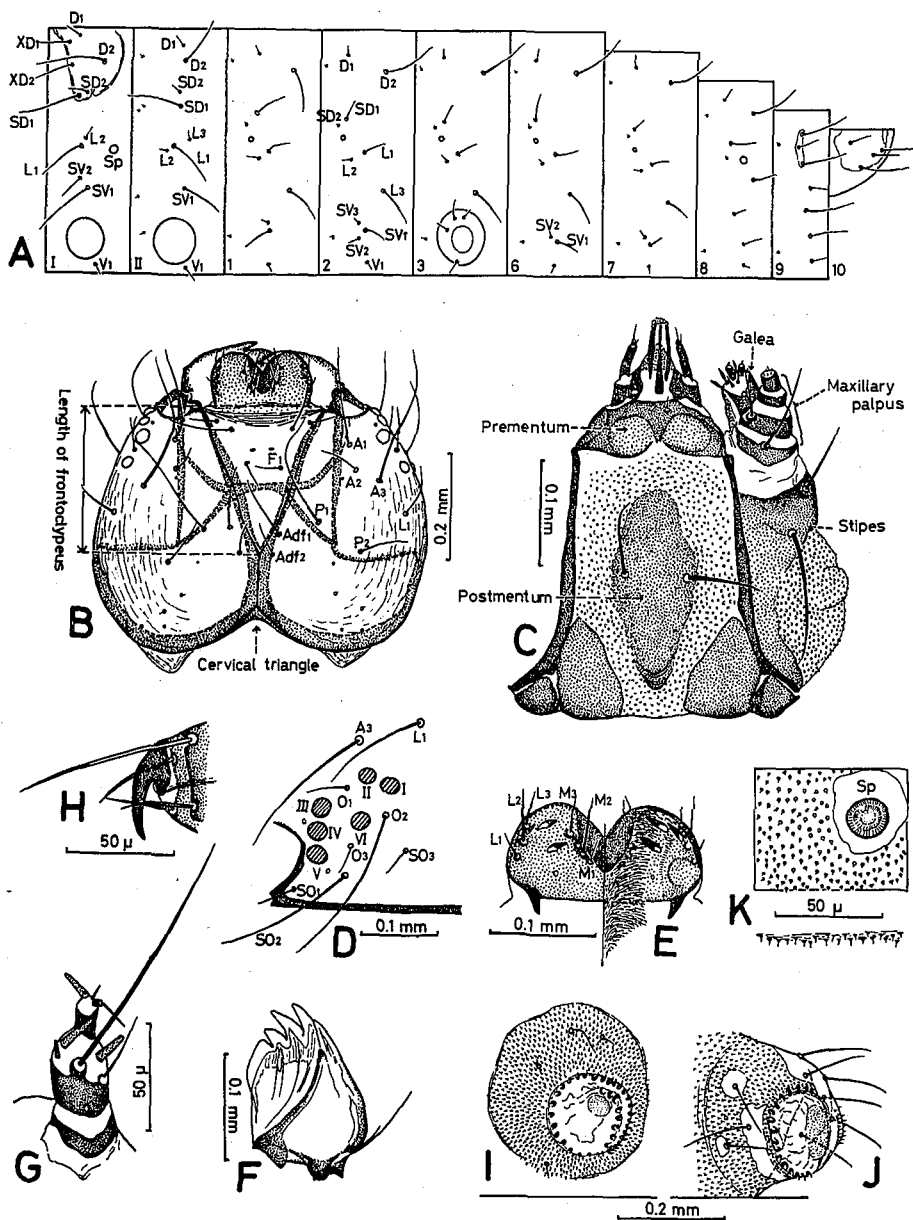 D1
XD1
D2
XD2
SD2
SD1
L2
Sp
L1
SV2
SV1
V1
I
D1
D2
SD2
SD1
L3
L2
L1
SV1
V1
II
1
D1
D2
SD2
SD1
L1
L2
L3
SV3
SV1
SV2
V1
2
3
SV2
SV1
6
7
8
9
10
A
Length of frontoclypeus
F1
A1
A2
A3
P1
L1
Adf1
P2
Adf2
0.2 mm
B
Cervical triangle
Galea
Maxillary palpus
Prementum
0.1 mm
Stipes
Postmentum
C
H
50 μ
A3
L1
II
I
O1
III
O2
IV
VI
O3
SO3
V
SO1
SO2
D
0.1 mm
L2
L3
M3
M2
L1
M1
0.1 mm
E
Sp
K
50 μ
G
50 μ
0.1 mm
F
I
J
0.2 mm